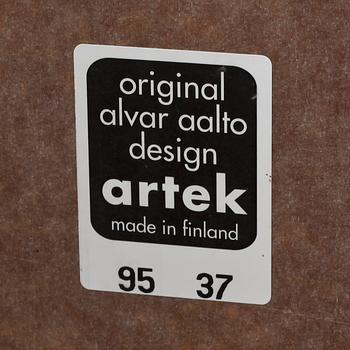 original
alvar aalto
design
artek
made in finland
95 37